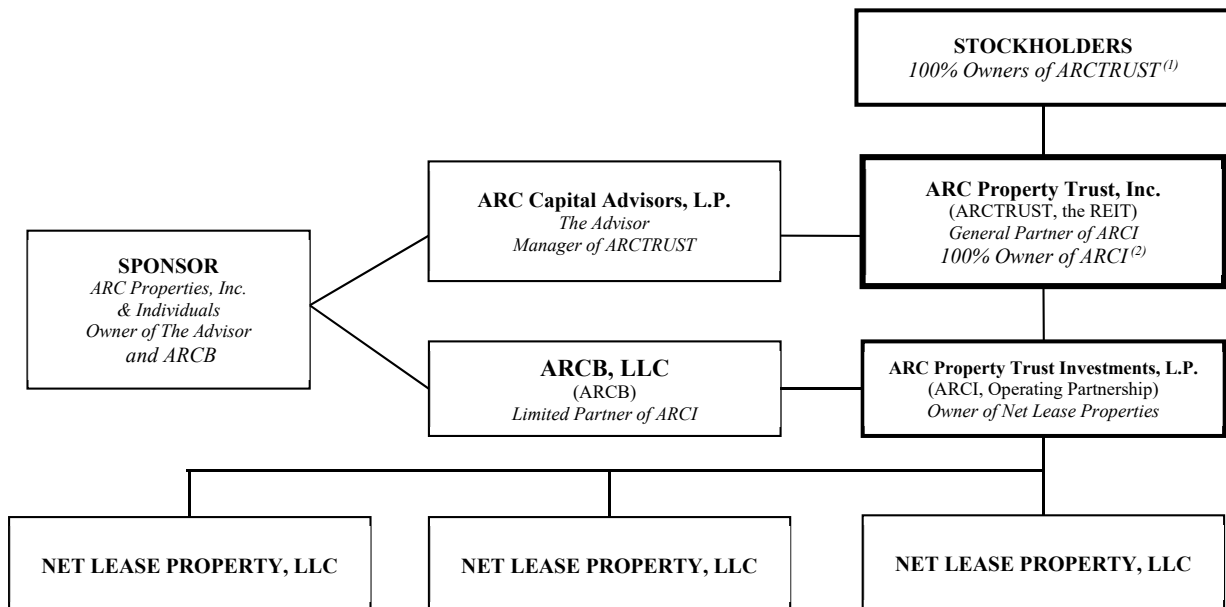 STOCKHOLDERS
100% Owners of ARCTRUST (1)
ARC Capital Advisors, L.P.
The Advisor
Manager of ARCTRUST
ARC Property Trust, Inc.
(ARCTRUST, the REIT)
General Partner of ARCI
100% Owner of ARCI (2)
SPONSOR
ARC Properties, Inc.
& Individuals
Owner of The Advisor
and ARCB
ARCB, LLC
(ARCB)
Limited Partner of ARCI
ARC Property Trust Investments, L.P.
(ARCI, Operating Partnership)
Owner of Net Lease Properties
NET LEASE PROPERTY, LLC
NET LEASE PROPERTY, LLC
NET LEASE PROPERTY, LLC